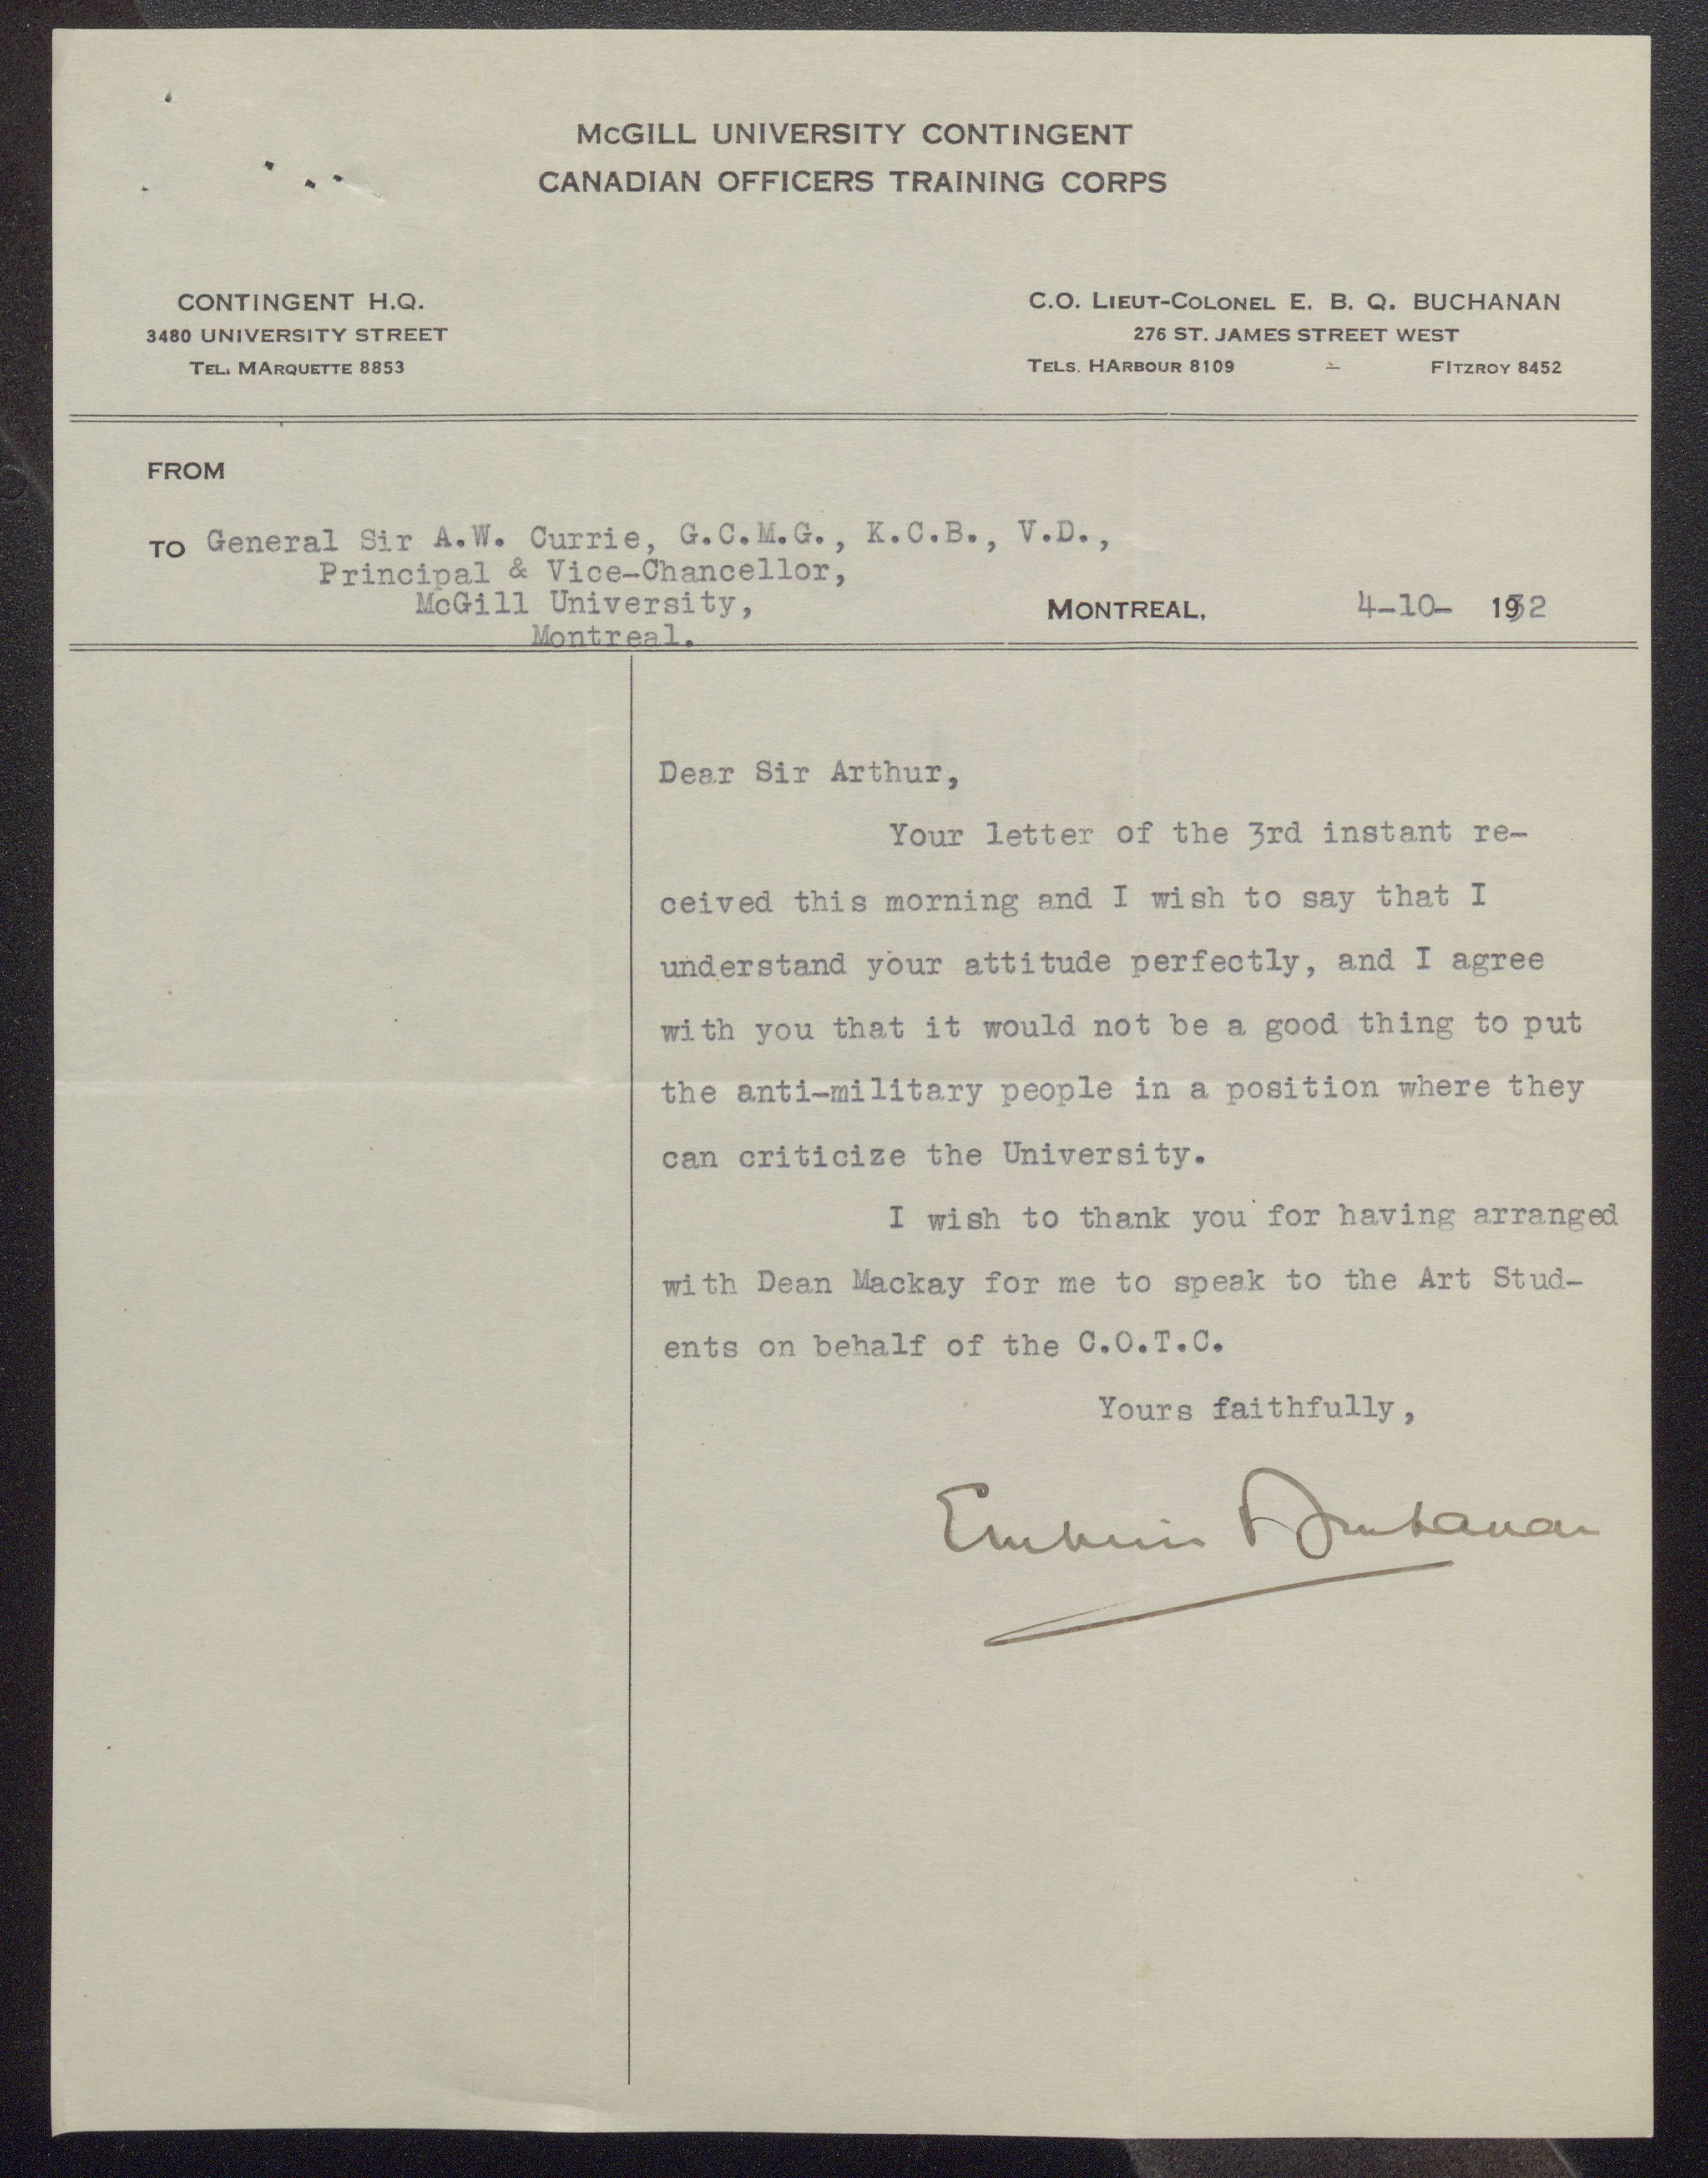 McGILL UNIVERSITY CONTINGENT
CANADIAN OFFICERS TRAINING CORPS
CONTINGENT H.Q.
3480 UNIVERSITY STREET
TEL. MARQUETTE 8853
C.O. LIEUT-COLONEL E. B. Q. BUCHANAN
276 ST. JAMES STREET WEST
TELS. HARBOUR 8109 - FITZROY 8452
FROM
TO General Sir A.W. Currie, G.C.M.G., K.C.B., V.D.,
Principal & Vice-Chancellor,
McGill University,
Montreal.
MONTREAL, 4-10- 1932
Dear Sir Arthur,
Your letter of the 3rd instant re-
ceived this morning and I wish to say that I
understand your attitude perfectly, and I agree
with you that it would not be a good thing to put
the anti-military people in a position where they
can criticize the University.
I wish to thank you for having arranged
with Dean Mackay for me to speak to the Art Stud-
ents on behalf of the C.O.T.C.
Yours faithfully,
Buchanan